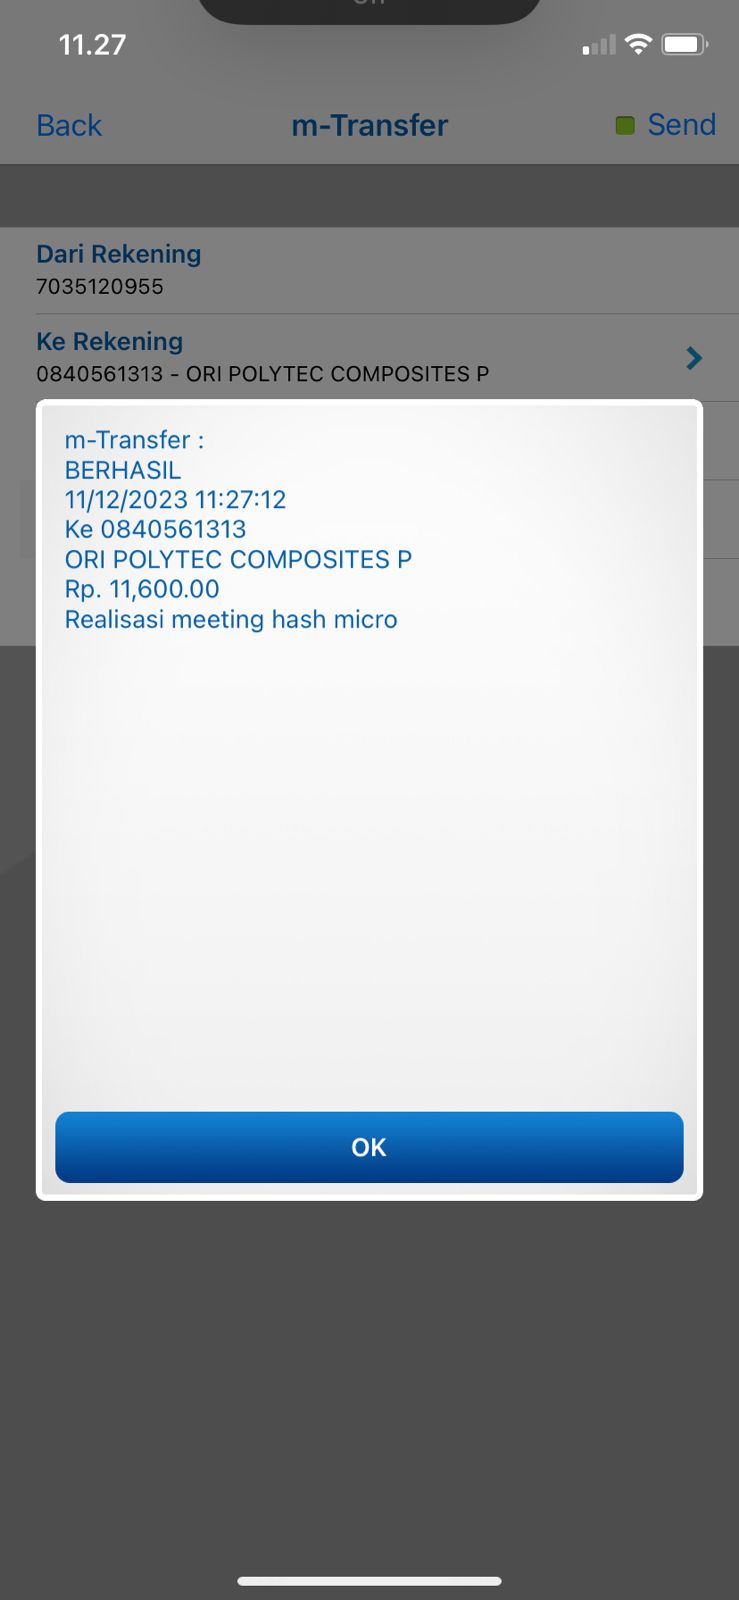 11.27
Back m-Transfer Send
Dari Rekening
7035120955
Ke Rekening
0840561313 - ORI POLYTEC COMPOSITES P
m-Transfer :
BERHASIL
11/12/2023 11:27:12
Ke 0840561313
ORI POLYTEC COMPOSITES P
Rp. 11,600.00
Realisasi meeting hash micro
OK